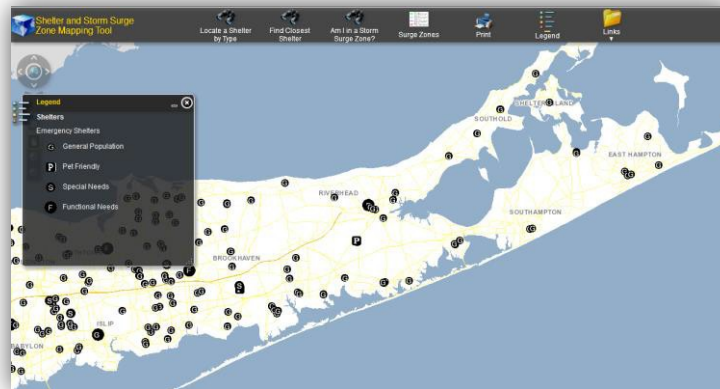 Shelter and Storm Surge
Zone Mapping Tool
Locate a Shelter
by Type
Find Closest
Shelter
Am I in a Storm
Surge Zone?
Surge Zones
Print
Legend
Links
Legend
Shelters
Emergency Shelters
G General Population
P Pet Friendly
S Special Needs
F Functional Needs
SHELTER ISLAND
SOUTHOLD
EAST HAMPTON
RIVERHEAD
SOUTHAMPTON
BROOKHAVEN
ISLIP
BABYLON